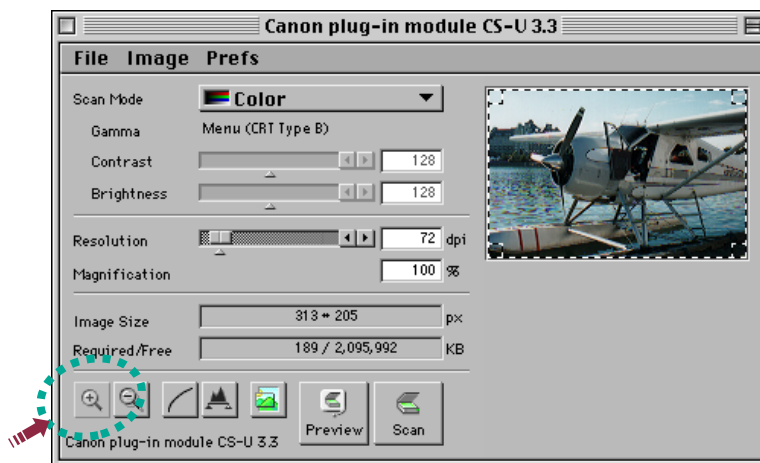 Canon plug-in module CS-U 3.3
File Image Prefs
Scan Mode Color
Gamma Menu (CRT Type B)
Contrast 128
Brightness 128
Resolution 72 dpi
Magnification 100 %
Image Size 313 * 205 px
Required/Free 189 / 2,095,992 KB
Preview Scan
Canon plug-in module CS-U 3.3